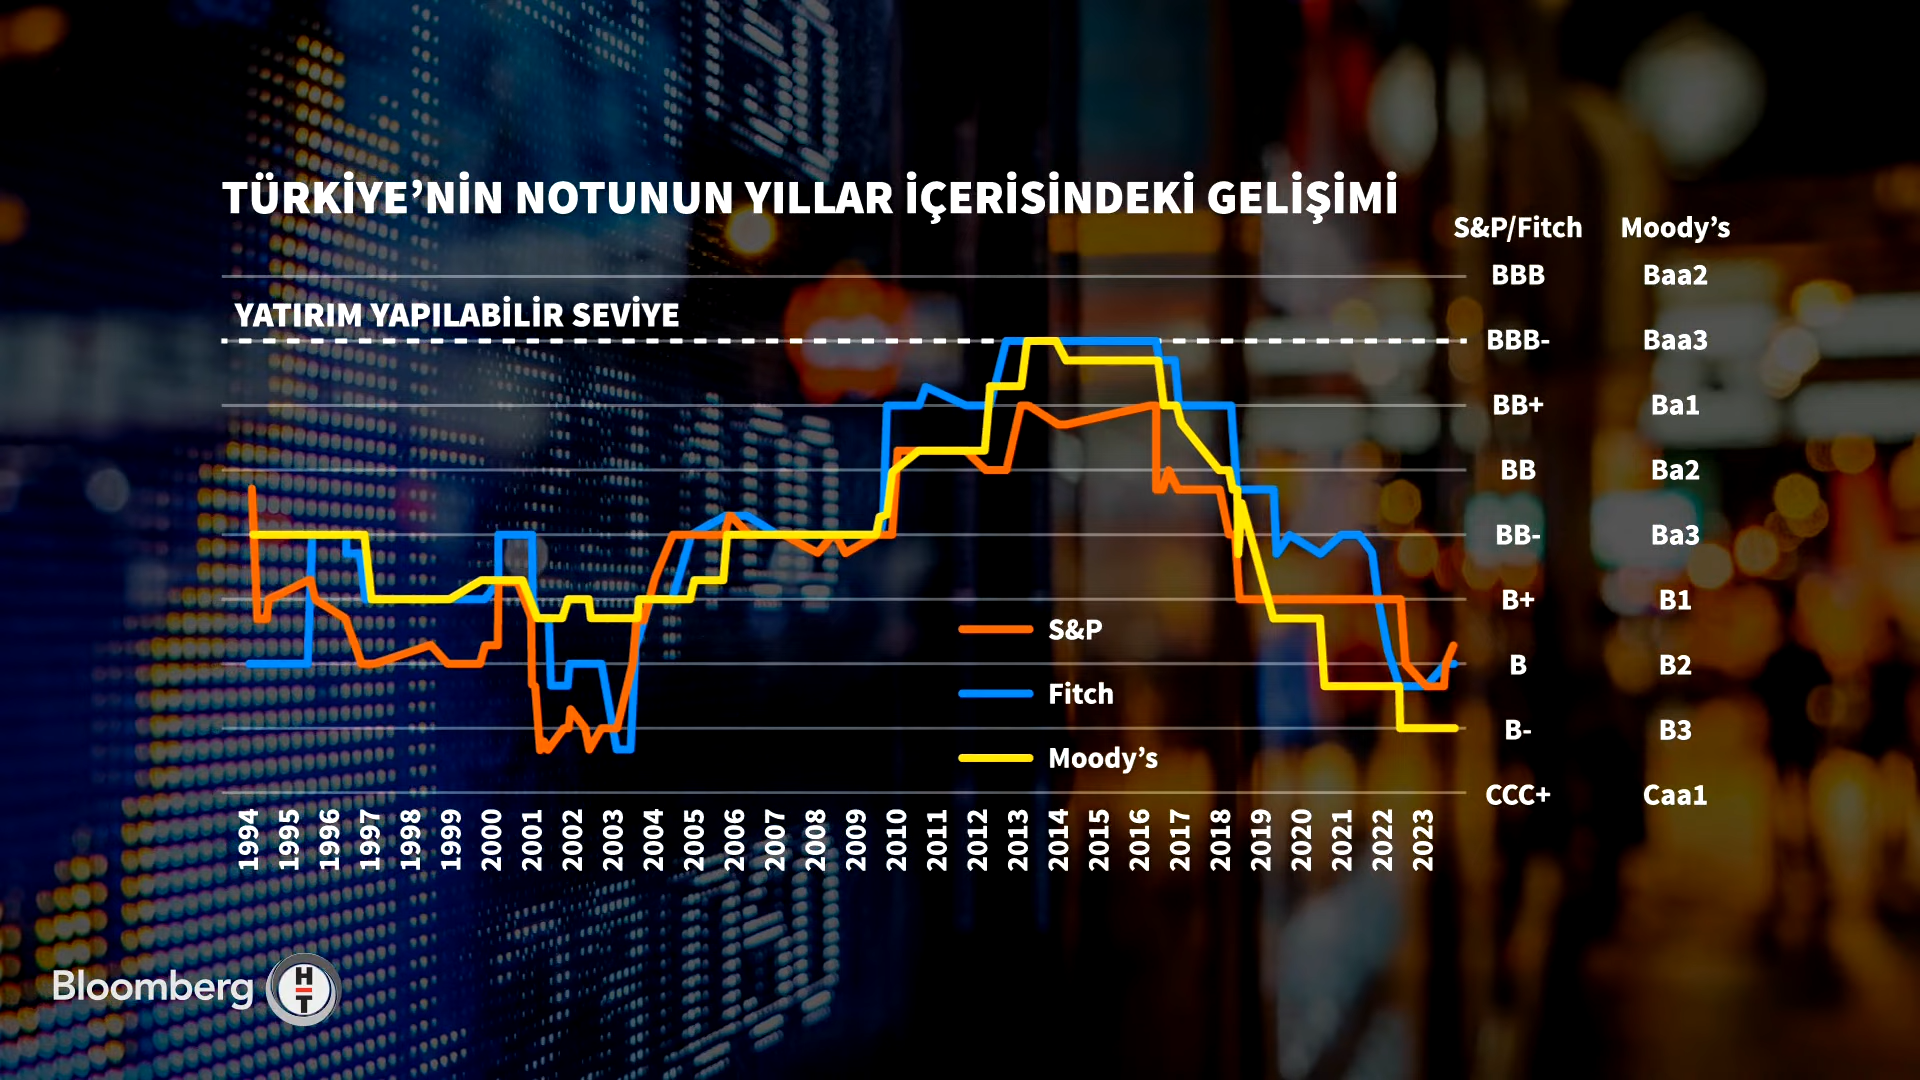 TÜRKİYE'NİN NOTUNUN YILLAR İÇERİSİNDEKİ GELİŞİMİ
S&P/Fitch Moody's
BBB Baa2
YATIRIM YAPILABİLİR SEVİYE
BBB- Baa3
BB+ Ba1
BB Ba2
BB- Ba3
B+ B1
S&P
B B2
Fitch
B- B3
Moody's
CCC+ Caa1
1994 1995 1996 1997 1998 1999 2000 2001 2002 2003 2004 2005 2006 2007 2008 2009 2010 2011 2012 2013 2014 2015 2016 2017 2018 2019 2020 2021 2022 2023
Bloomberg HT